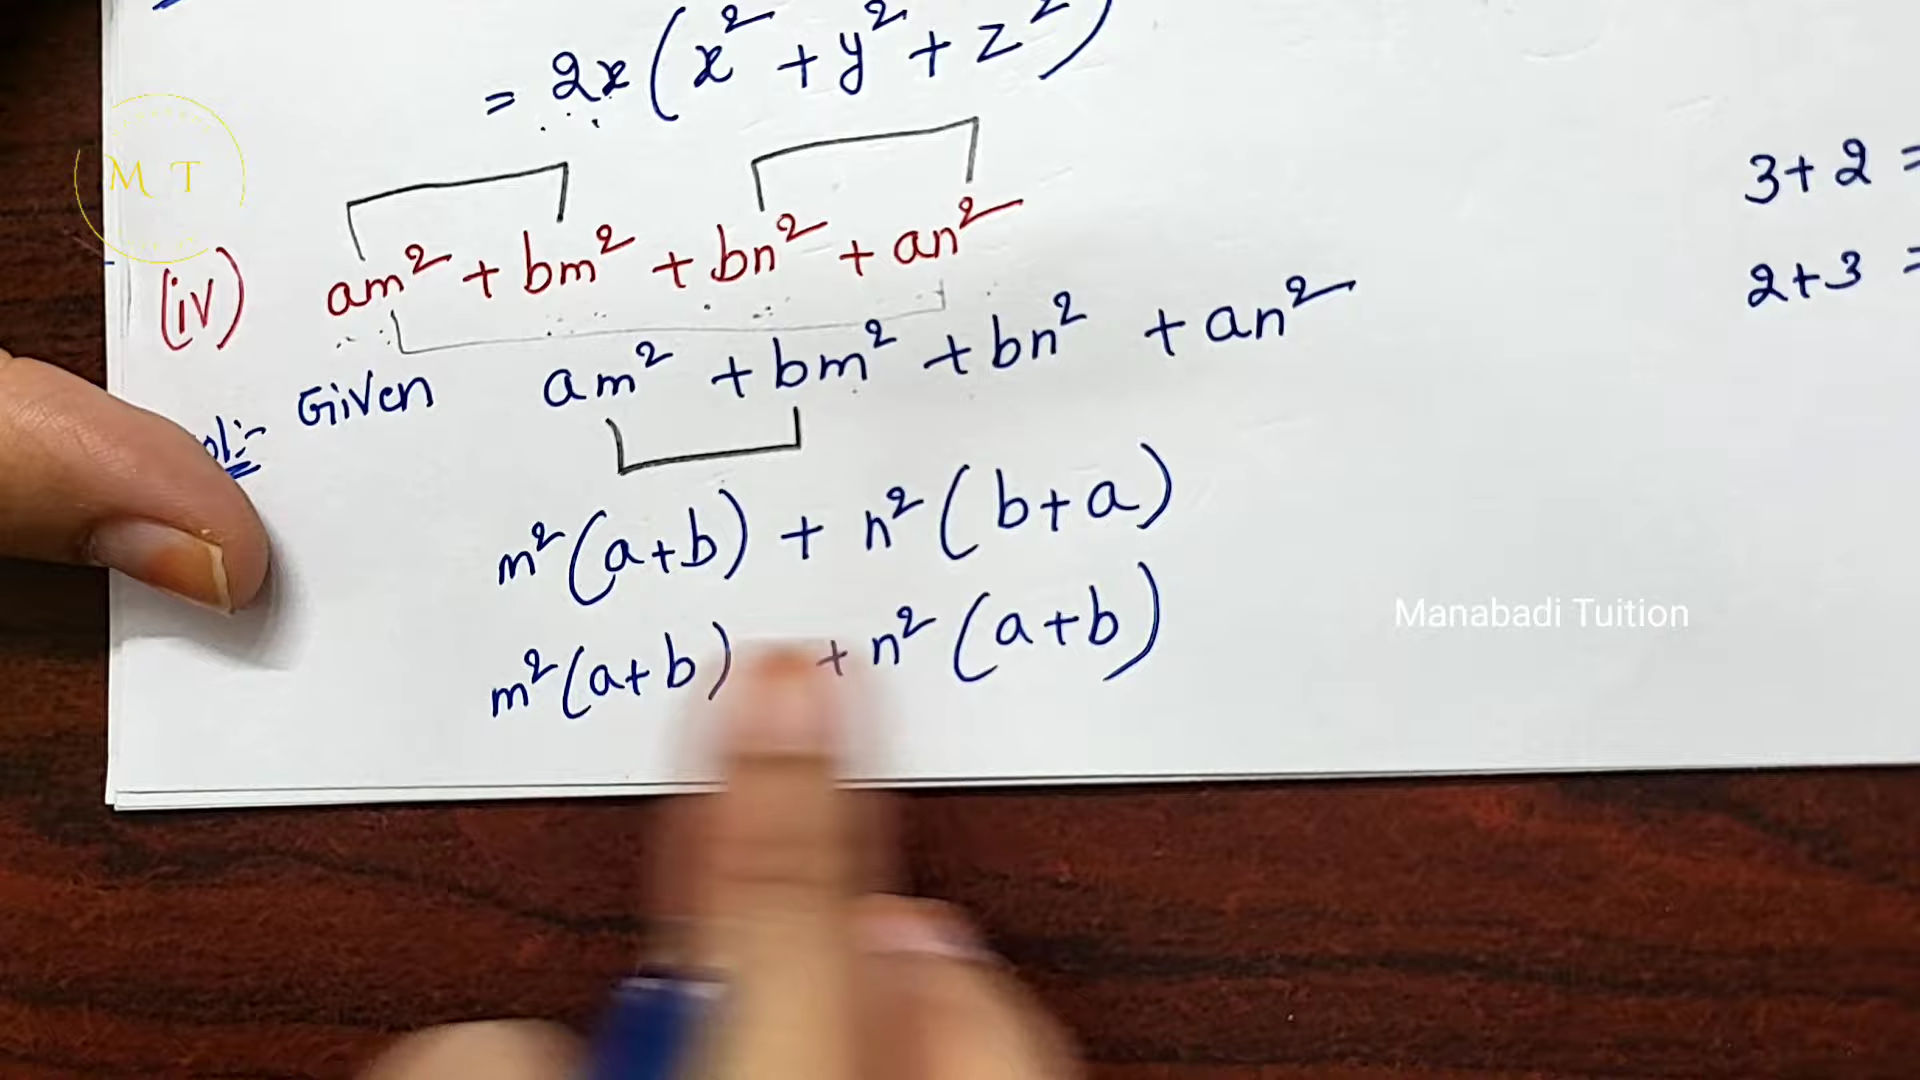 = 2x(x² + y² + z²)
M T
3+2 =
(iv) am² + bm² + bn² + an²
2+3 =
Given am² + bm² + bn² + an²
ol:-
m²(a+b) + n²(b+a)
m²(a+b) + n²(a+b)
Manabadi Tuition